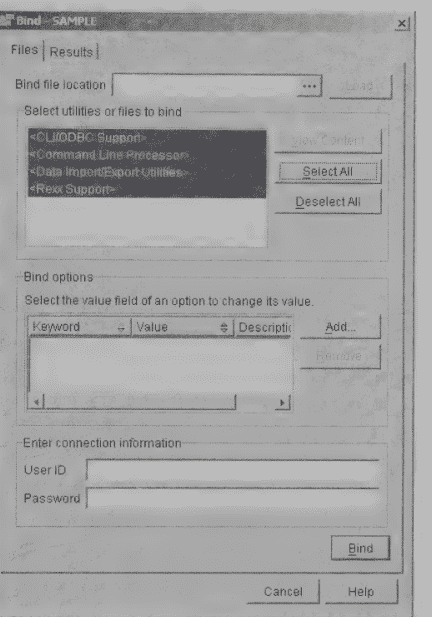 Bind - SAMPLE
Files Results
Bind file location ...
Select utilities or files to bind
<CLI/ODBC Support>
<Command Line Processor>
<Data Import/Export Utilities>
<Rexx Support>
Select All
Deselect All
Bind options
Select the value field of an option to change its value.
Keyword Value Descriptic
Add...
Remove
Enter connection information
User ID
Password
Bind
Cancel Help